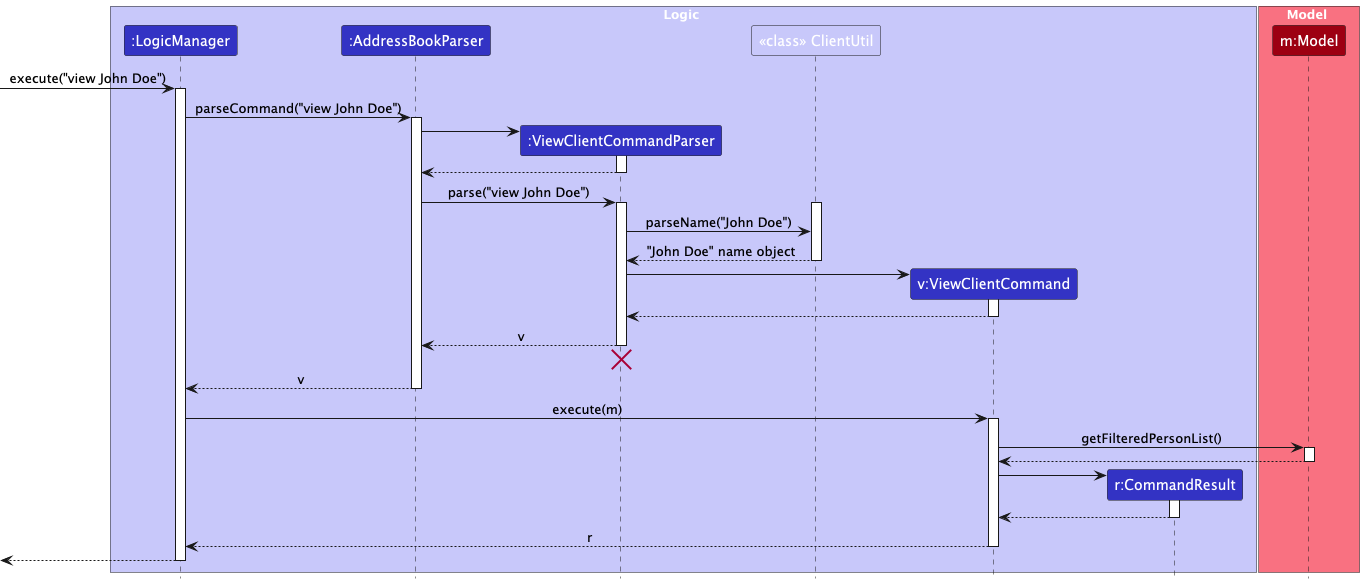 Logic
Model
:LogicManager
:AddressBookParser
«class» ClientUtil
m:Model
execute("view John Doe")
parseCommand("view John Doe")
:ViewClientCommandParser
parse("view John Doe")
parseName("John Doe")
"John Doe" name object
v:ViewClientCommand
v
v
execute(m)
getFilteredPersonList()
r:CommandResult
r